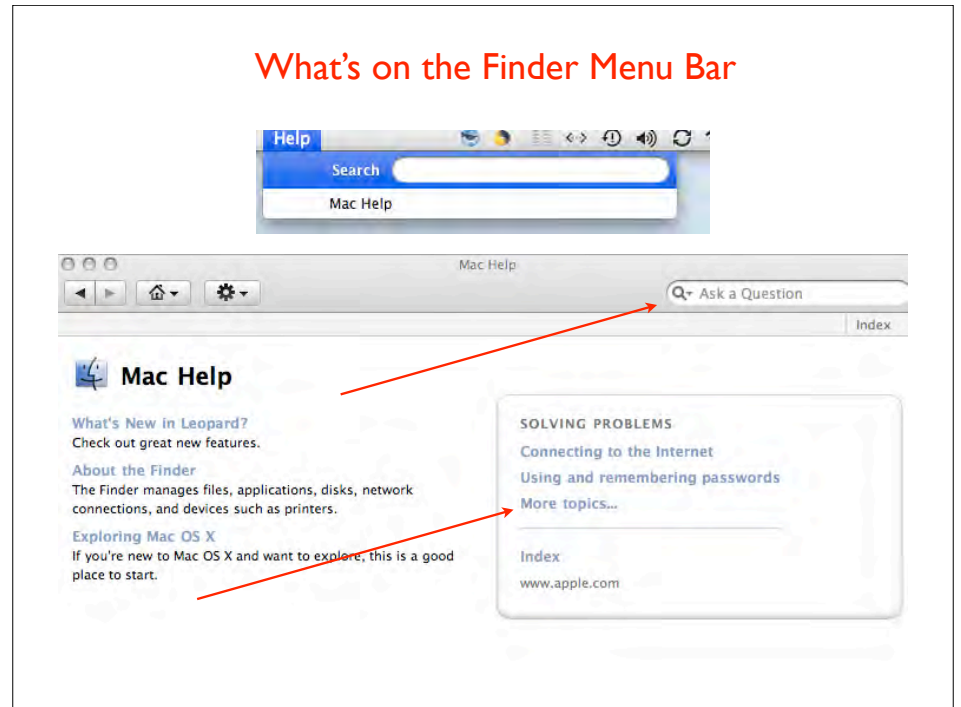 What's on the Finder Menu Bar
Help
Search
Mac Help
Mac Help
Ask a Question
Index
Mac Help
What's New in Leopard?
Check out great new features.
About the Finder
The Finder manages files, applications, disks, network
connections, and devices such as printers.
Exploring Mac OS X
If you're new to Mac OS X and want to explore, this is a good
place to start.
SOLVING PROBLEMS
Connecting to the Internet
Using and remembering passwords
More topics...
Index
www.apple.com